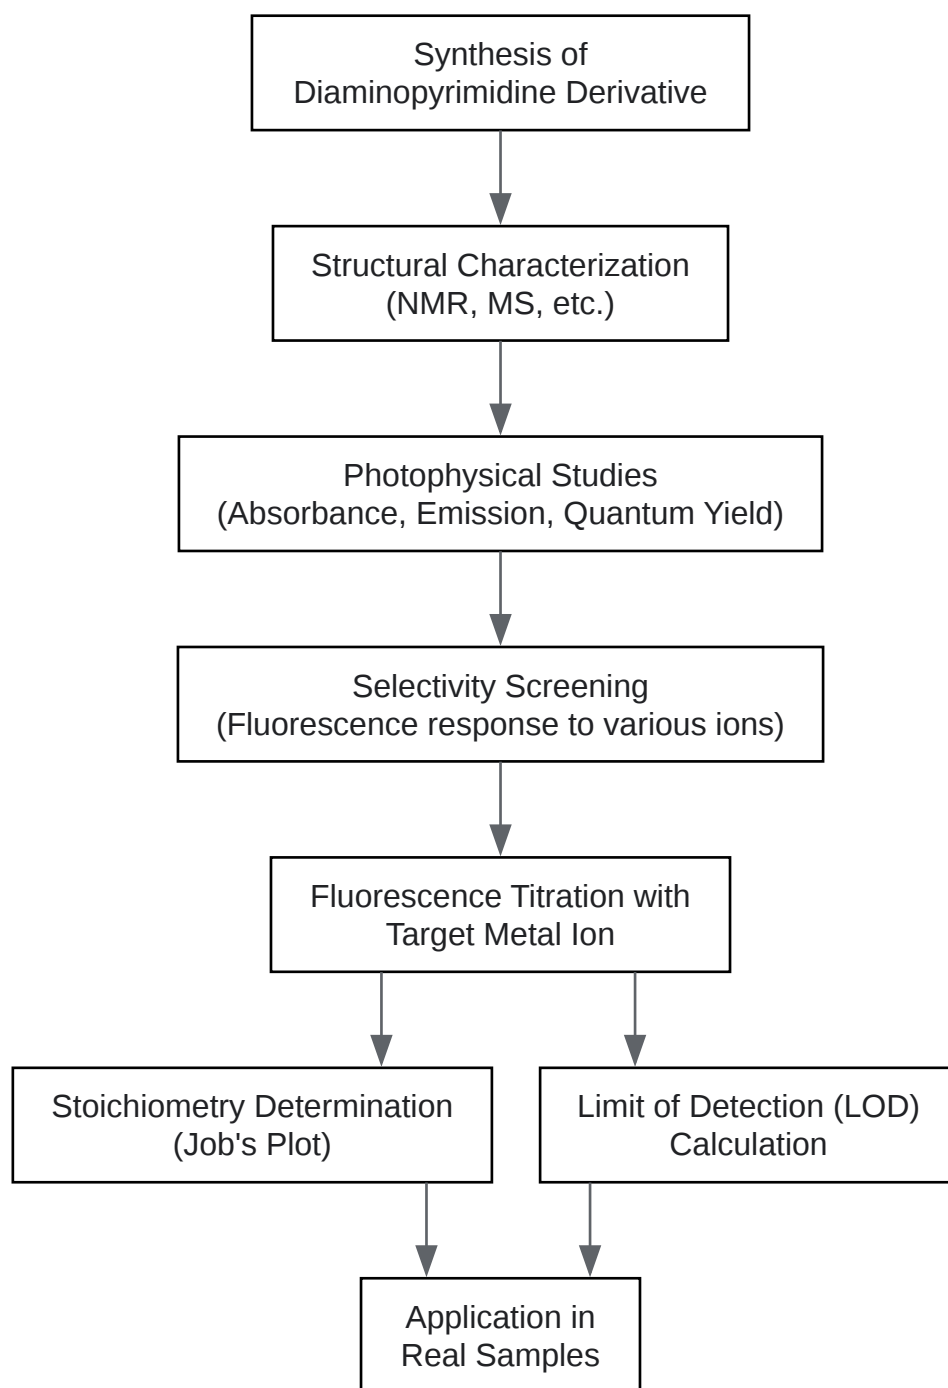 Synthesis of
Diaminopyrimidine Derivative
Structural Characterization
(NMR, MS, etc.)
Photophysical Studies
(Absorbance, Emission, Quantum Yield)
Selectivity Screening
(Fluorescence response to various ions)
Fluorescence Titration with
Target Metal Ion
Stoichiometry Determination
(Job's Plot)
Limit of Detection (LOD)
Calculation
Application in
Real Samples